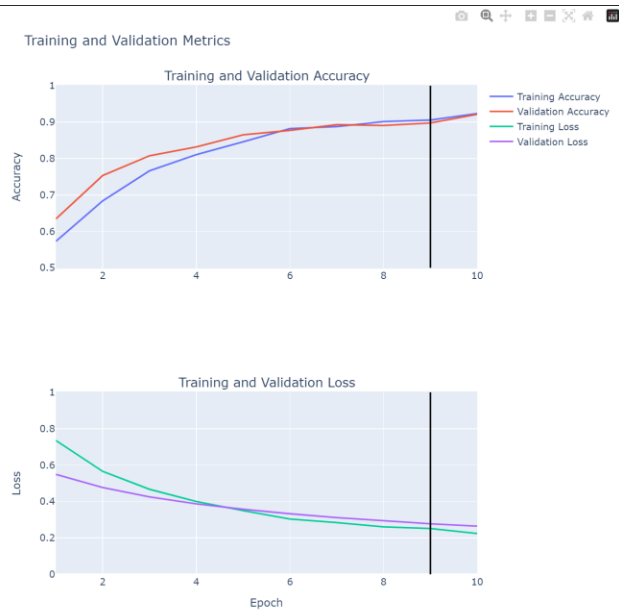 Training and Validation Metrics
Training and Validation Accuracy
1
0.9
0.8
0.7
0.6
0.5
Accuracy
2
4
6
8
10
Training Accuracy
Validation Accuracy
Training Loss
Validation Loss
Training and Validation Loss
1
0.8
0.6
0.4
0.2
0
Loss
2
4
6
8
10
Epoch